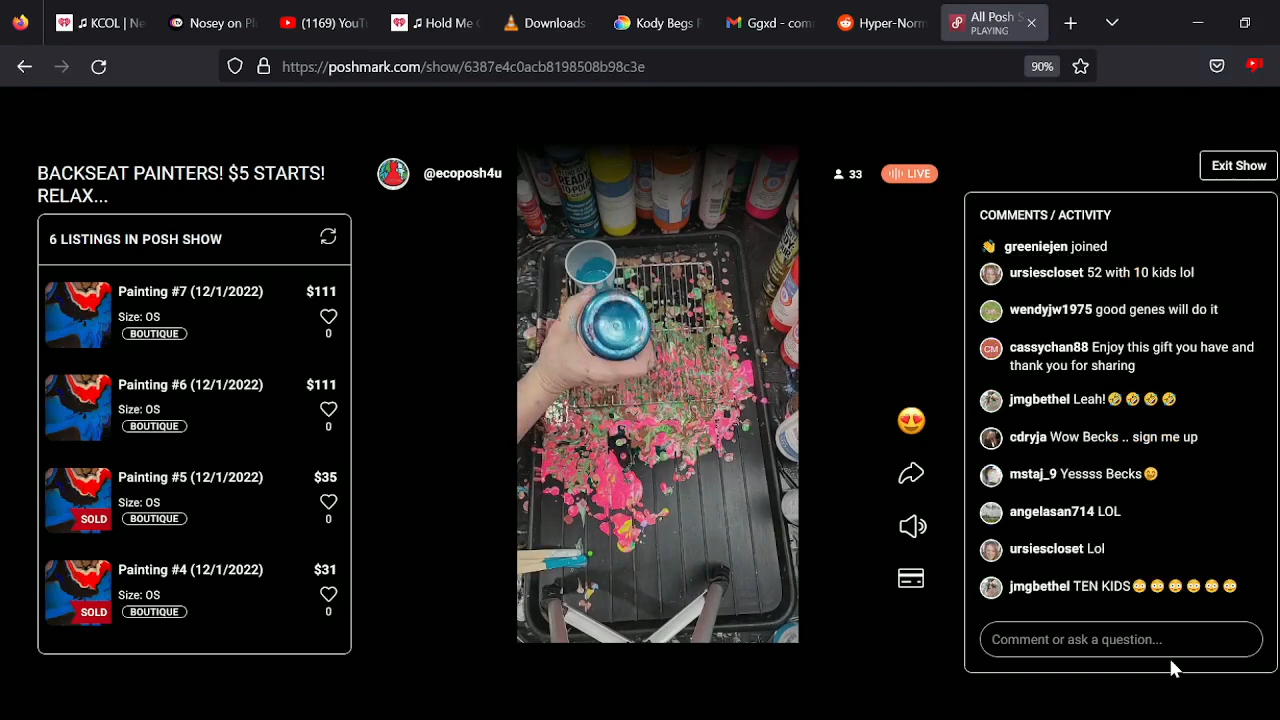 ♫ KCOL | Ne
Nosey on Pl
(1169) YouT
♫ Hold Me
Downloads
Kody Begs F
Ggxd - com
Hyper-Norm
All Posh S
PLAYING
https://poshmark.com/show/6387e4c0acb8198508b98c3e
90%
BACKSEAT PAINTERS! $5 STARTS!
RELAX...
@ecoposh4u
33
LIVE
Exit Show
6 LISTINGS IN POSH SHOW
Painting #7 (12/1/2022) $111
Size: OS
BOUTIQUE
0
Painting #6 (12/1/2022) $111
Size: OS
BOUTIQUE
0
Painting #5 (12/1/2022) $35
Size: OS
SOLD
BOUTIQUE
0
Painting #4 (12/1/2022) $31
Size: OS
SOLD
BOUTIQUE
0
READY
TO POUR
COMMENTS / ACTIVITY
👏 greeniejen joined
ursiescloset 52 with 10 kids lol
wendyjw1975 good genes will do it
CM
cassychan88 Enjoy this gift you have and
thank you for sharing
jmgbethel Leah!🤣🤣🤣🤣
cdryja Wow Becks .. sign me up
mstaj_9 Yessss Becks🤭
angelasan714 LOL
ursiescloset Lol
jmgbethel TEN KIDS😳😳😳😳😳😳
Comment or ask a question...